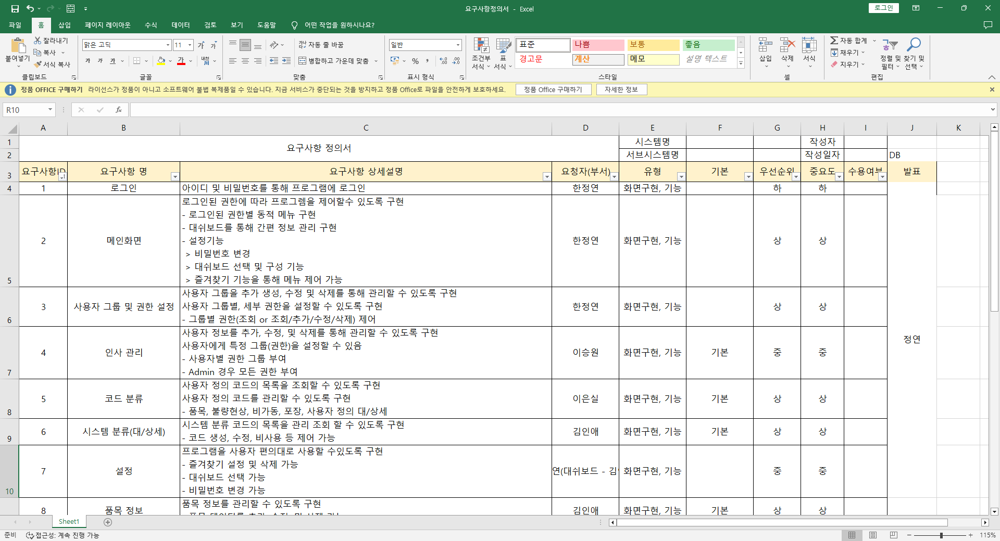 요구사항정의서 - Excel
로그인
파일 홈 삽입 페이지 레이아웃 수식 데이터 검토 보기 도움말 어떤 작업을 원하시나요?
붙여넣기
잘라내기
복사
서식 복사
클립보드
맑은 고딕 11 가 가
가 가 가 가 내천
글꼴
자동 줄 바꿈
병합하고 가운데 맞춤
맞춤
일반
% ,
표시 형식
조건부 서식
표 서식
표준 나쁨 보통 좋음
경고문 계산 메모 설명 텍스트
스타일
삽입 삭제 서식
셀
자동 합계
채우기
지우기
정렬 및 필터
찾기 및 선택
편집
정품 OFFICE 구매하기 라이선스가 정품이 아니고 소프트웨어 불법 복제품일 수 있습니다. 지금 서비스가 중단되는 것을 방지하고 정품 Office로 파일을 안전하게 보호하세요. 정품 Office 구매하기 자세한 정보
R10 fx
A B C D E F G H I J K
1 요구사항 정의서 시스템명 작성자
2 서브시스템명 작성일자 DB
3 요구사항ID 요구사항 명 요구사항 상세설명 요청자(부서) 유형 기본 우선순위 중요도 수용여부 발표
4 1 로그인 아이디 및 비밀번호를 통해 프로그램에 로그인 한정연 화면구현, 기능 하 하
로그인된 권한에 따라 프로그렘을 제어할수 있도록 구현
- 로그인된 권한별 동적 메뉴 구현
- 대쉬보드를 통해 간편 정보 관리 구현
2 메인화면 - 설정기능 한정연 화면구현, 기능 상 상
> 비밀번호 변경
> 대쉬보드 선택 및 구성 기능
5 > 즐겨찾기 기능을 통해 메뉴 제어 가능
사용자 그룹을 추가 생성, 수정 및 삭제를 통해 관리할 수 있도록 구현
3 사용자 그룹 및 권한 설정 사용자 그룹별, 세부 권한을 설정할 수 있도록 구현 한정연 화면구현, 기능 상 상
6 - 그룹별 권한(조회 or 조회/추가/수정/삭제) 제어
사용자 정보를 추가, 수정, 및 삭제를 통해 관리할 수 있도록 구현
정연
사용자에게 특정 그룹(권한)을 설정할 수 있음
4 인사 관리 이승원 화면구현, 기능 기본 중 중
- 사용자별 권한 그룹 부여
7 - Admin 경우 모든 권한 부여
사용자 정의 코드의 목록을 조회할 수 있도록 구현
5 코드 분류 사용자 정의 코드를 관리할 수 있도록 구현 이은실 화면구현, 기능 기본 상 상
8 - 품목, 불량현상, 비가동, 포장, 사용자 정의 대/상세
시스템 분류 코드의 목록을 관리 조회 할 수 있도록 구현
6 시스템 분류(대/상세) 김인애 화면구현, 기능 기본 상 상
9 - 코드 생성, 수정, 비사용 등 제어 가능
프로그램을 사용자 편의대로 사용할 수있도록 구현
- 즐겨찾기 설정 및 삭제 가능
7 설정 연(대쉬보드 - 김 화면구현, 기능 중 중
- 대쉬보드 선택 가능
10 - 비밀번호 변경 가능
품목 정보를 관리할 수 있도록 구현
8 품목 정보 김인애 화면구현, 기능 기본 상 상
Sheet1
준비 접근성: 계속 진행 가능 115%